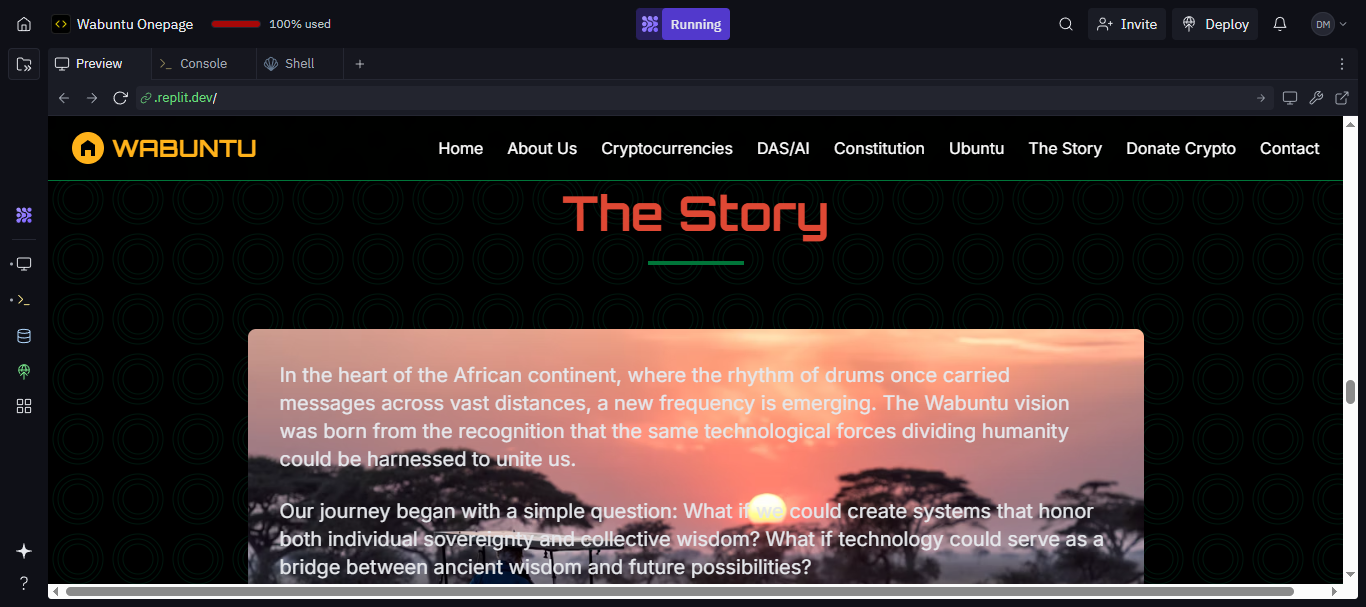 Wabuntu Onepage
100% used
Running
Invite
Deploy
DM
Preview
Console
Shell
.replit.dev/
WABUNTU
Home
About Us
Cryptocurrencies
DAS/AI
Constitution
Ubuntu
The Story
Donate Crypto
Contact
The Story
In the heart of the African continent, where the rhythm of drums once carried
messages across vast distances, a new frequency is emerging. The Wabuntu vision
was born from the recognition that the same technological forces dividing humanity
could be harnessed to unite us.
Our journey began with a simple question: What if we could create systems that honor
both individual sovereignty and collective wisdom? What if technology could serve as a
bridge between ancient wisdom and future possibilities?